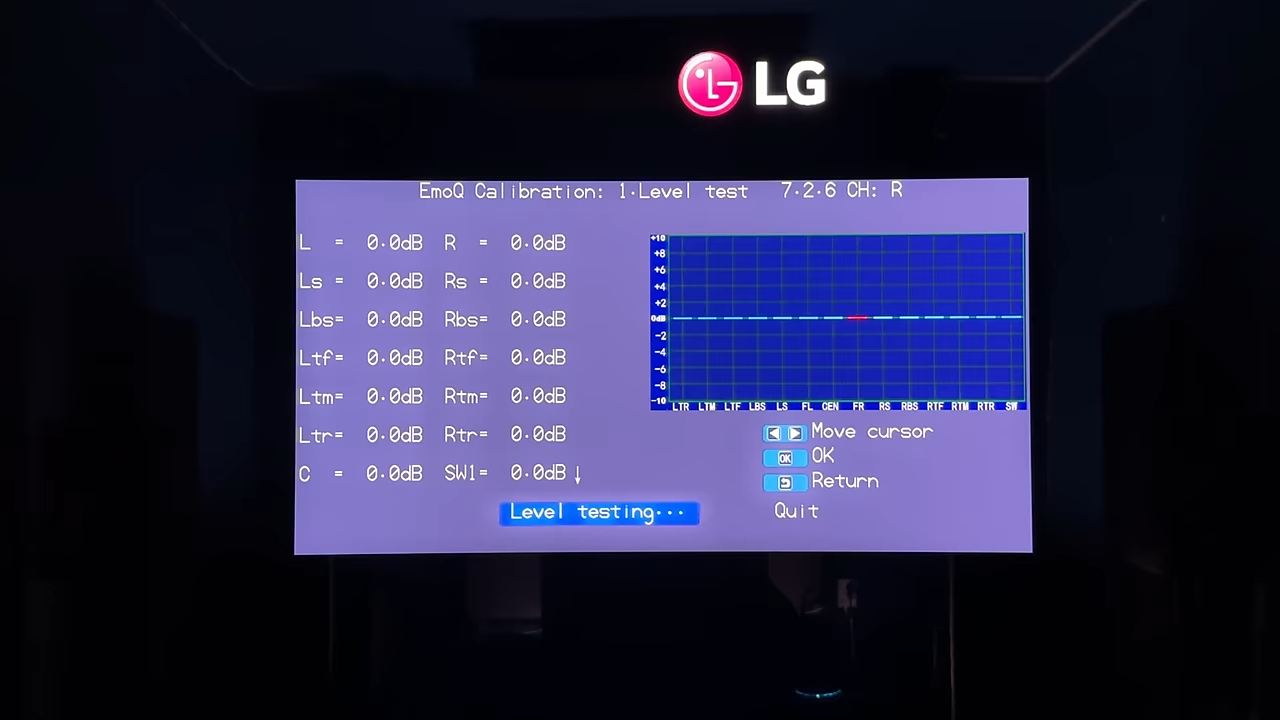 LG
EmoQ Calibration: 1.Level test 7.2.6 CH: R
L = 0.0dB R = 0.0dB
Ls = 0.0dB Rs = 0.0dB
Lbs= 0.0dB Rbs= 0.0dB
Ltf= 0.0dB Rtf= 0.0dB
Ltm= 0.0dB Rtm= 0.0dB
Ltr= 0.0dB Rtr= 0.0dB
C = 0.0dB SW1= 0.0dB↓
+10
+8
+6
+4
+2
0dB
-2
-4
-6
-8
-10
LTR LTM LTF LBS LS FL CEN FR RS RBS RTF RTM RTR SW
Move cursor
OK OK
Return
Level testing... Quit